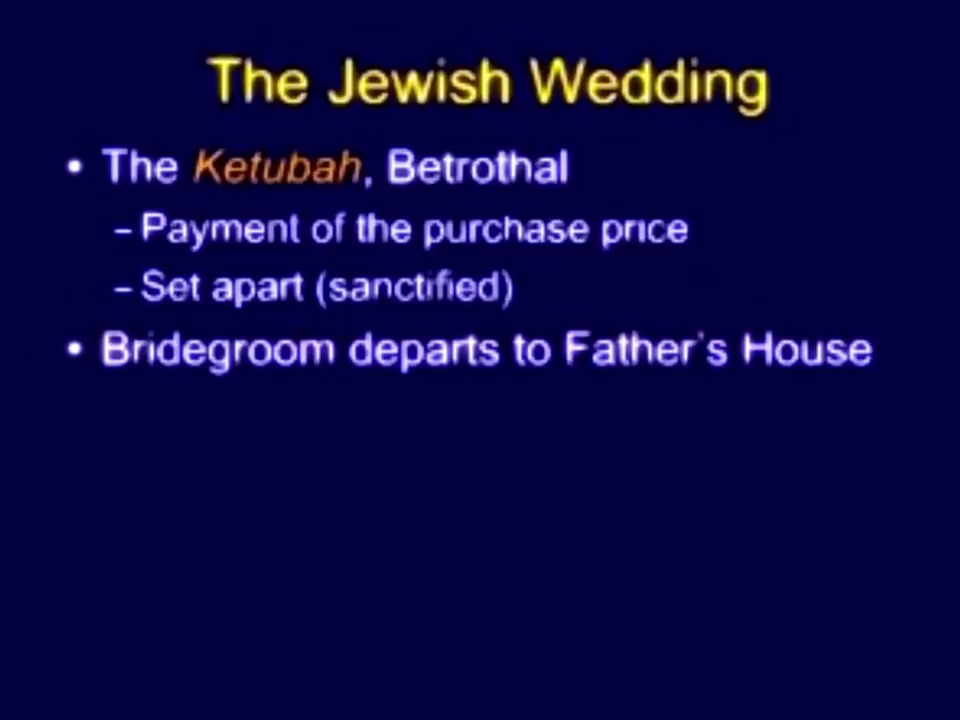 The Jewish Wedding
• The Ketubah, Betrothal
– Payment of the purchase price
– Set apart (sanctified)
• Bridegroom departs to Father's House